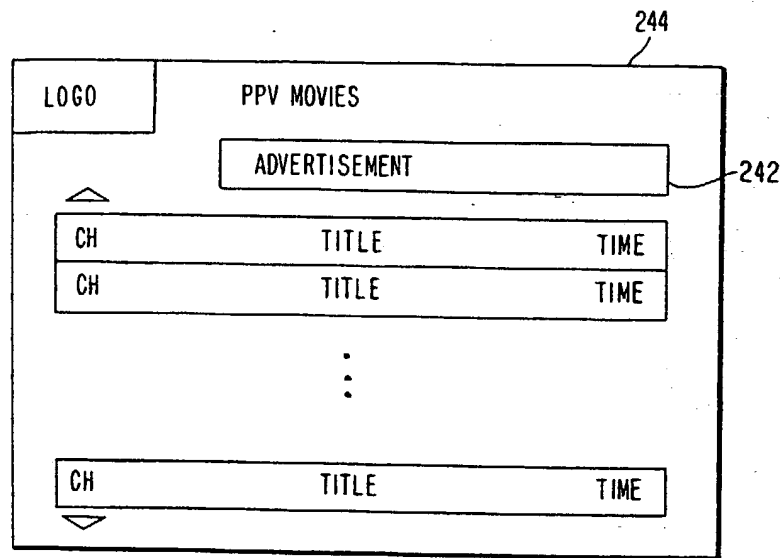 244
LOGO PPV MOVIES
ADVERTISEMENT
242
CH TITLE TIME
CH TITLE TIME
CH TITLE TIME